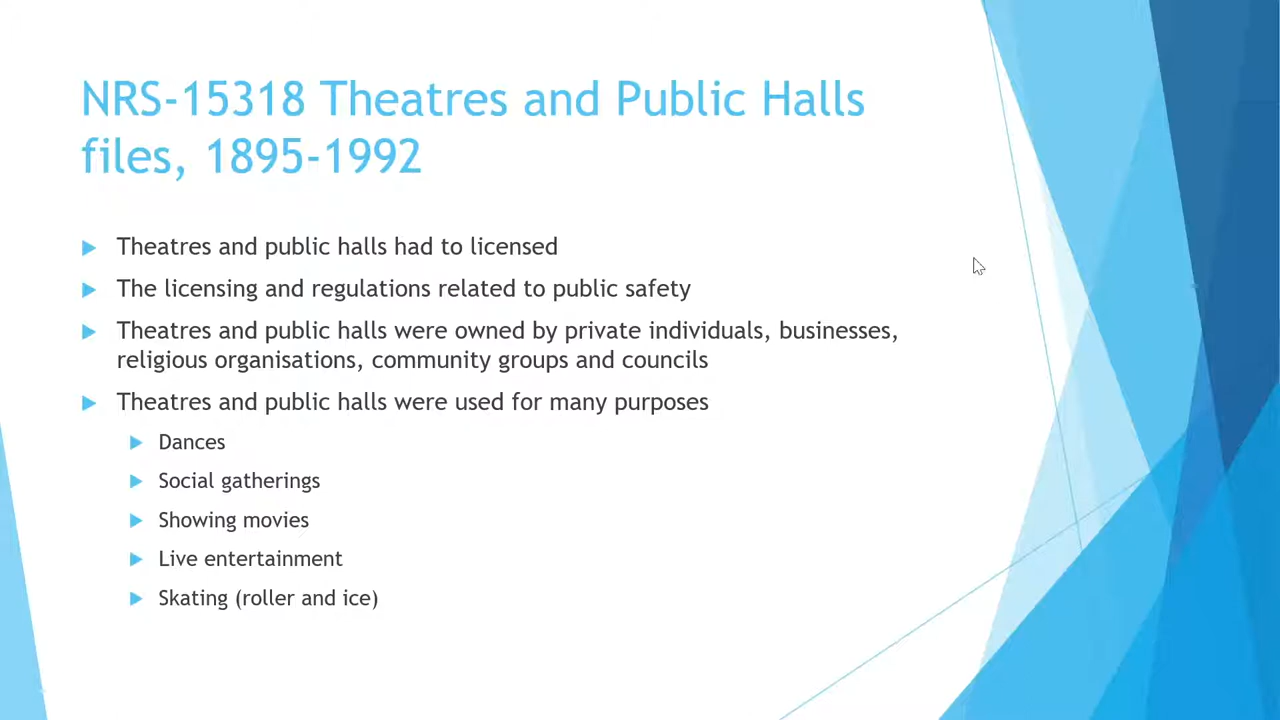 NRS-15318 Theatres and Public Halls
files, 1895-1992
Theatres and public halls had to licensed
The licensing and regulations related to public safety
Theatres and public halls were owned by private individuals, businesses,
religious organisations, community groups and councils
Theatres and public halls were used for many purposes
Dances
Social gatherings
Showing movies
Live entertainment
Skating (roller and ice)